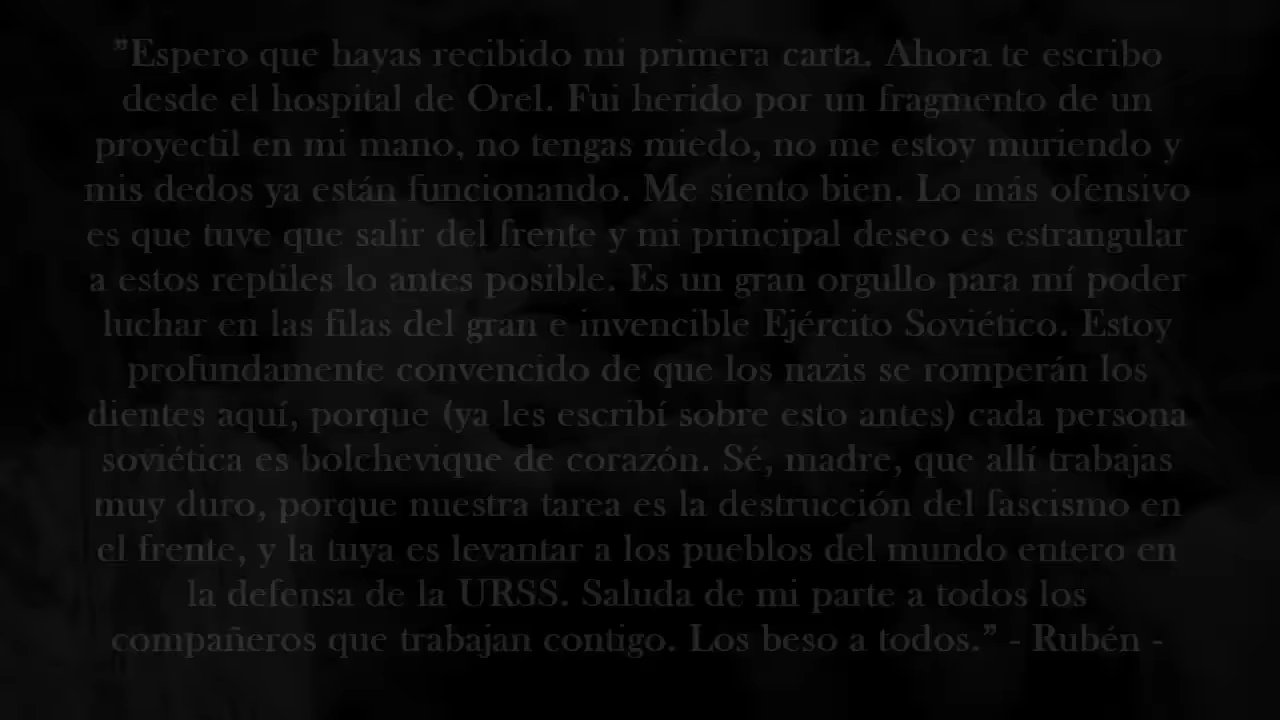 ”Espero que hayas recibido mi primera carta. Ahora te escribo
desde el hospital de Orel. Fui herido por un fragmento de un
proyectil en mi mano, no tengas miedo, no me estoy muriendo y
mis dedos ya están funcionando. Me siento bien. Lo más ofensivo
es que tuve que salir del frente y mi principal deseo es estrangular
a estos reptiles lo antes posible. Es un gran orgullo para mí poder
luchar en las filas del gran e invencible Ejército Soviético. Estoy
profundamente convencido de que los nazis se romperán los
dientes aquí, porque (ya les escribí sobre esto antes) cada persona
soviética es bolchevique de corazón. Sé, madre, que allí trabajas
muy duro, porque nuestra tarea es la destrucción del fascismo en
el frente, y la tuya es levantar a los pueblos del mundo entero en
la defensa de la URSS. Saluda de mi parte a todos los
compañeros que trabajan contigo. Los beso a todos.” - Rubén -